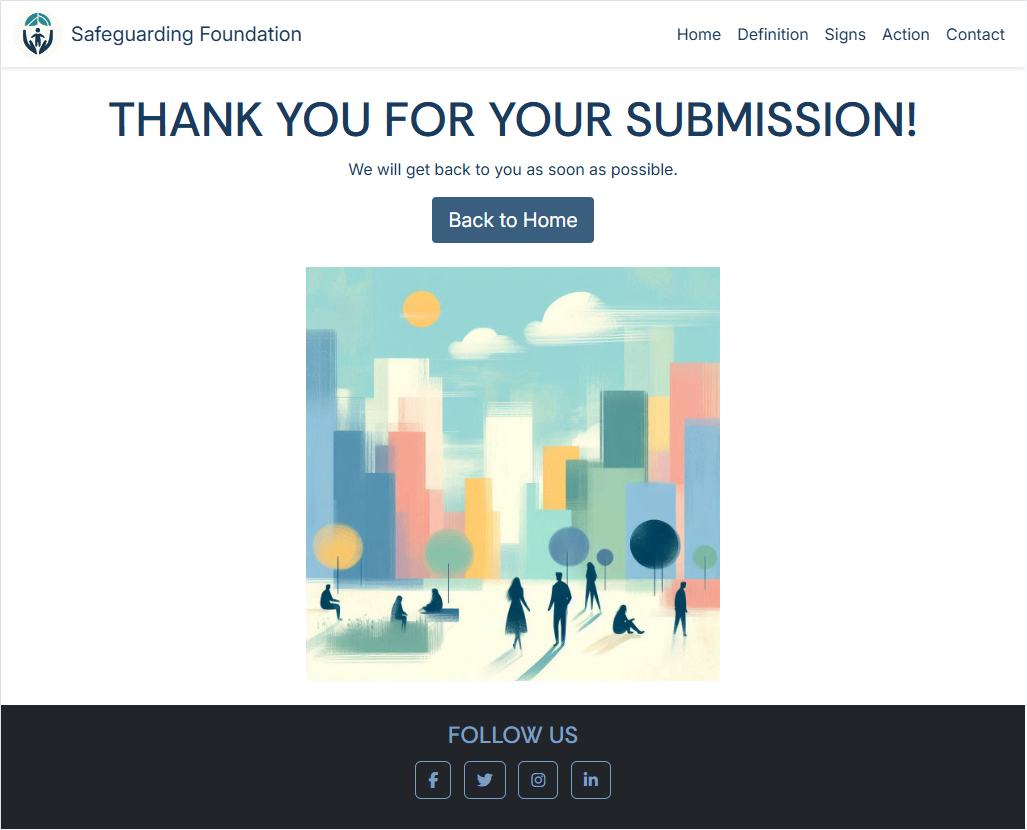 Safeguarding Foundation
Home Definition Signs Action Contact
THANK YOU FOR YOUR SUBMISSION!
We will get back to you as soon as possible.
Back to Home
FOLLOW US